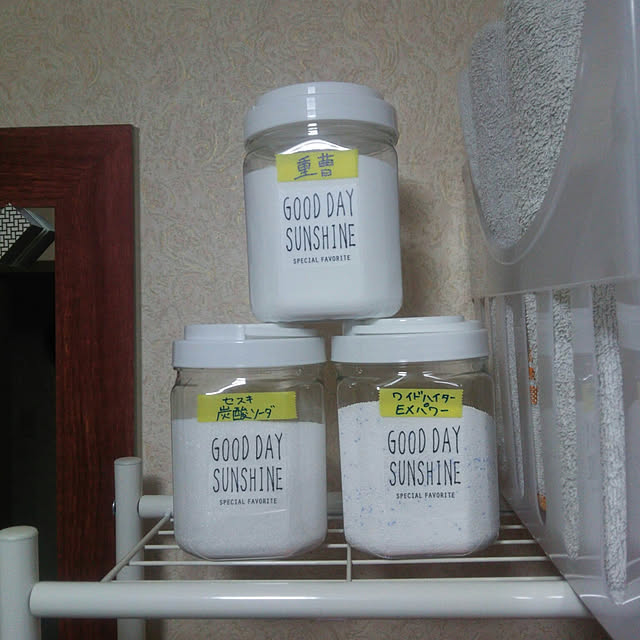 重曹
GOOD DAY
SUNSHINE
SPECIAL FAVORITE
セスキ
炭酸ソーダ
GOOD DAY
SUNSHINE
SPECIAL FAVORITE
ワイドハイター
EXパワー
GOOD DAY
SUNSHINE
SPECIAL FAVORITE